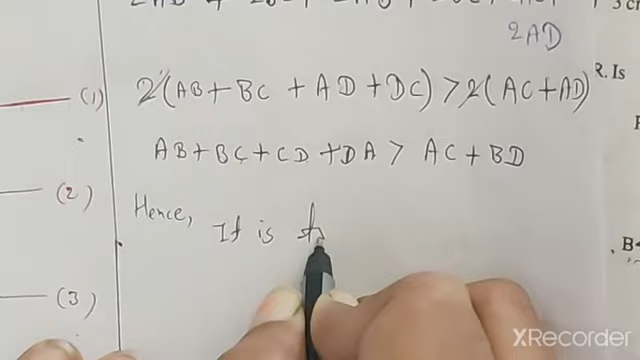 2AD
(1) 2(AB + BC + AD + DC) > 2(AC + AD) R. Is
AB + BC + CD + DA > AC + BD
(2) Hence, It is
(3)
XRecorder